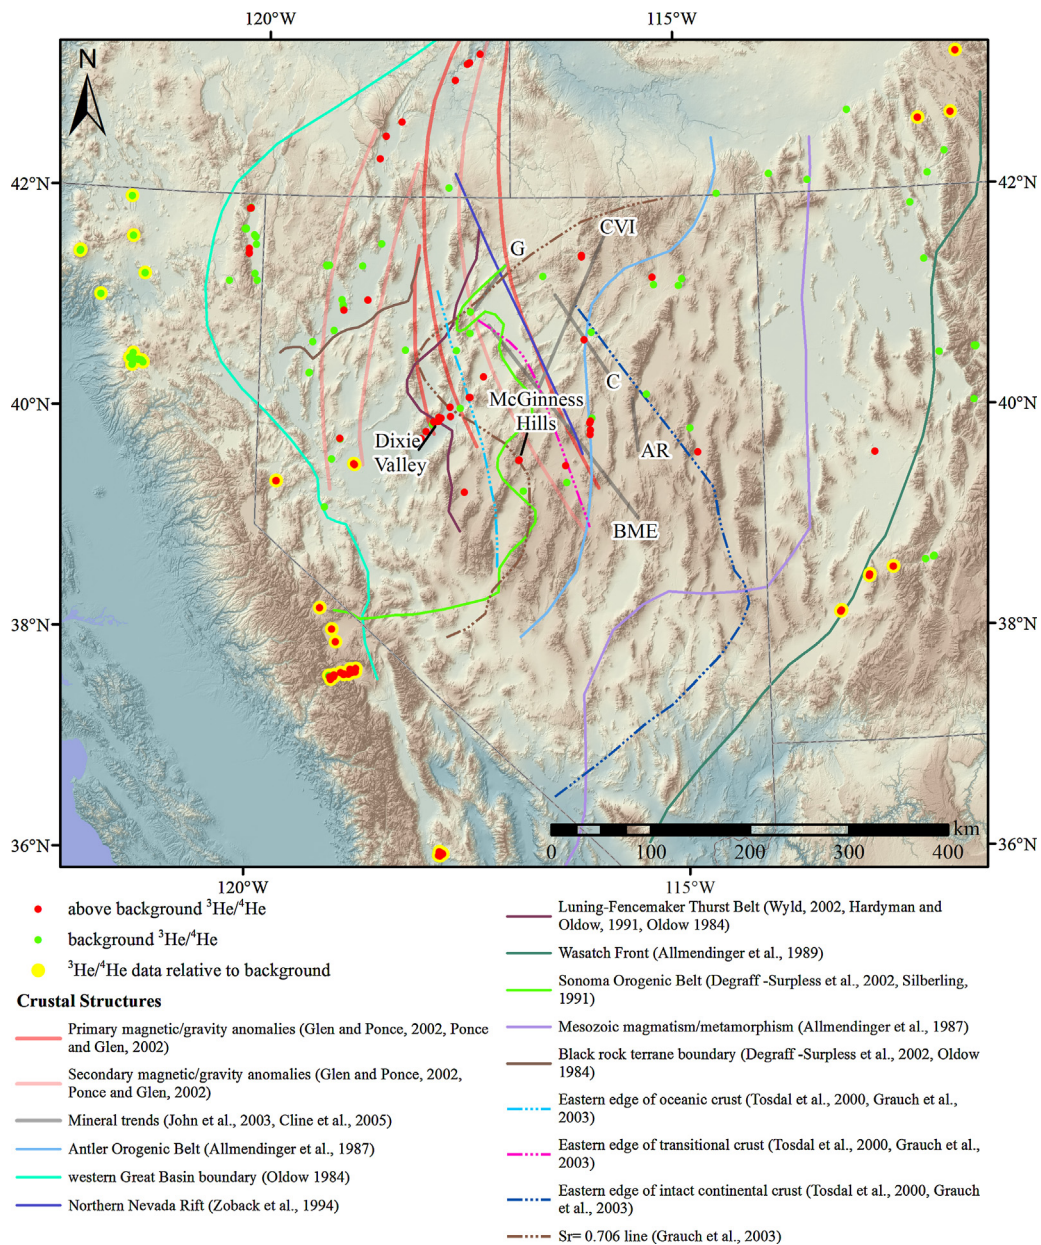 120°W
115°W
N
42°N
42°N
CVI
G
40°N
40°N
C
McGinness
Hills
Dixie
Valley
AR
BME
38°N
38°N
36°N
36°N
km
0
100
200
300
400
120°W
115°W
above background ³He/⁴He
background ³He/⁴He
³He/⁴He data relative to background
Crustal Structures
Primary magnetic/gravity anomalies (Glen and Ponce, 2002, Ponce
and Glen, 2002)
Secondary magnetic/gravity anomalies (Glen and Ponce, 2002,
Ponce and Glen, 2002)
Mineral trends (John et al., 2003, Cline et al., 2005)
Antler Orogenic Belt (Allmendinger et al., 1987)
western Great Basin boundary (Oldow 1984)
Northern Nevada Rift (Zoback et al., 1994)
Luning-Fencemaker Thurst Belt (Wyld, 2002, Hardyman and
Oldow, 1991, Oldow 1984)
Wasatch Front (Allmendinger et al., 1989)
Sonoma Orogenic Belt (Degraff -Surpless et al., 2002, Silberling,
1991)
Mesozoic magmatism/metamorphism (Allmendinger et al., 1987)
Black rock terrane boundary (Degraff -Surpless et al., 2002, Oldow
1984)
Eastern edge of oceanic crust (Tosdal et al., 2000, Grauch et al.,
2003)
Eastern edge of transitional crust (Tosdal et al., 2000, Grauch et al.,
2003)
Eastern edge of intact continental crust (Tosdal et al., 2000, Grauch
et al., 2003)
Sr= 0.706 line (Grauch et al., 2003)